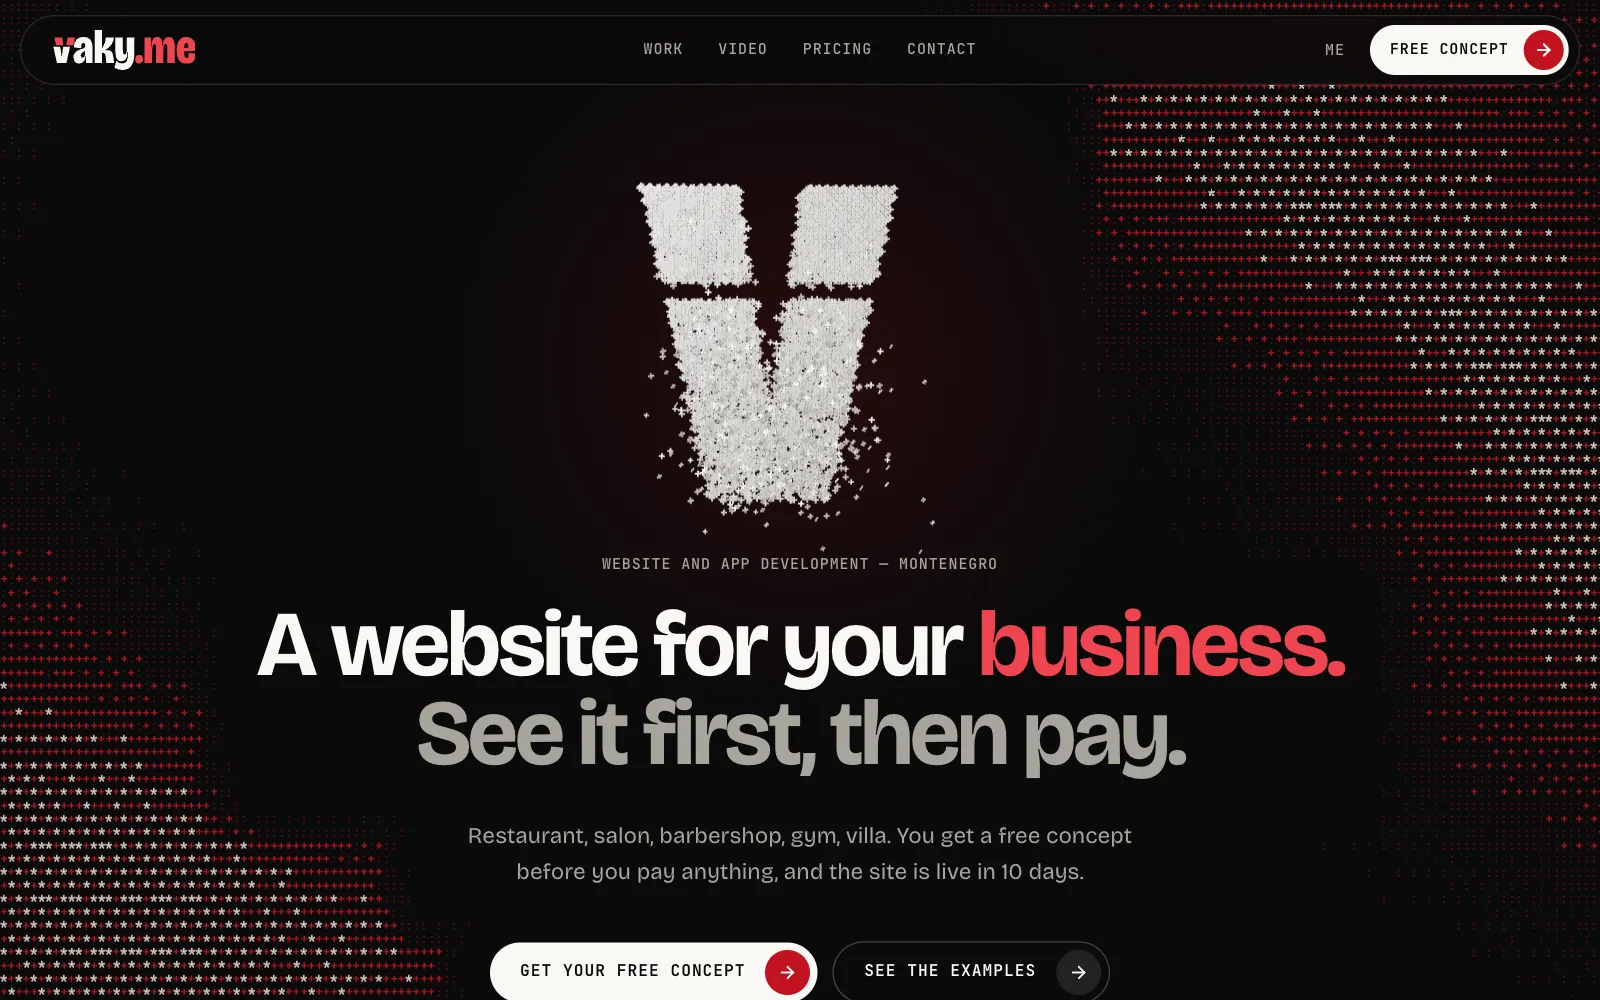 vaky.me
WORK VIDEO PRICING CONTACT
ME FREE CONCEPT
V
WEBSITE AND APP DEVELOPMENT — MONTENEGRO
A website for your business.
See it first, then pay.
Restaurant, salon, barbershop, gym, villa. You get a free concept
before you pay anything, and the site is live in 10 days.
GET YOUR FREE CONCEPT
SEE THE EXAMPLES